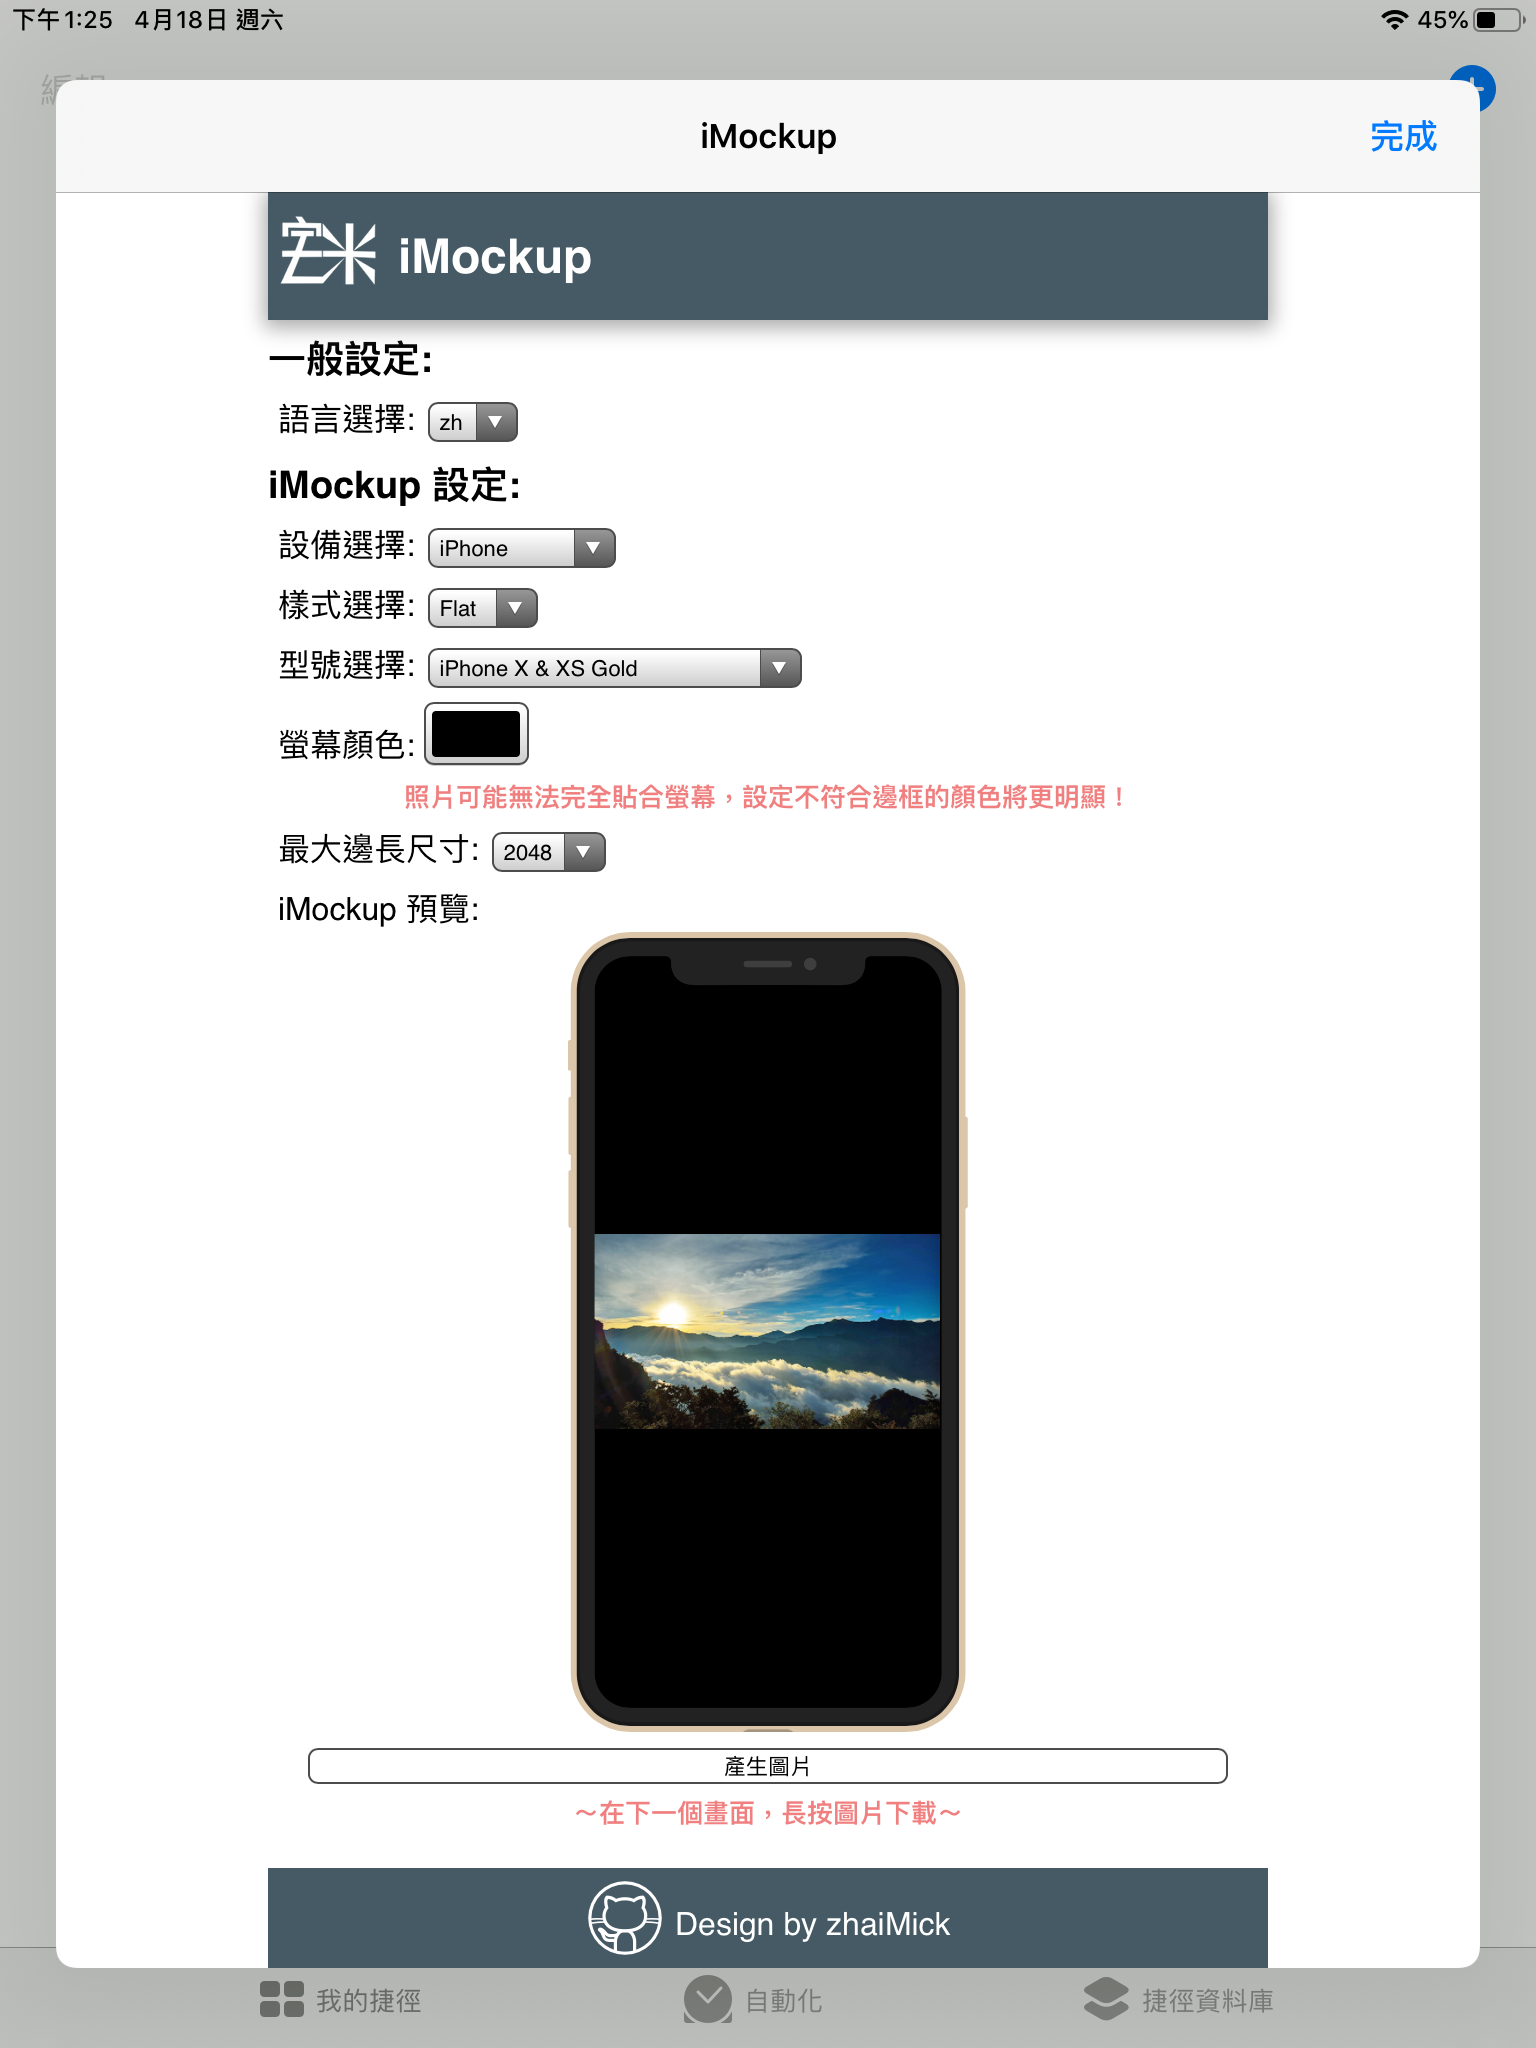 下午1:25 4月18日 週六 45%
iMockup 完成
iMockup
一般設定:
語言選擇: zh
iMockup 設定:
設備選擇: iPhone
樣式選擇: Flat
型號選擇: iPhone X & XS Gold
螢幕顏色:
照片可能無法完全貼合螢幕，設定不符合邊框的顏色將更明顯！
最大邊長尺寸: 2048
iMockup 預覽:
產生圖片
～在下一個畫面，長按圖片下載～
Design by zhaiMick
我的捷徑 自動化 捷徑資料庫